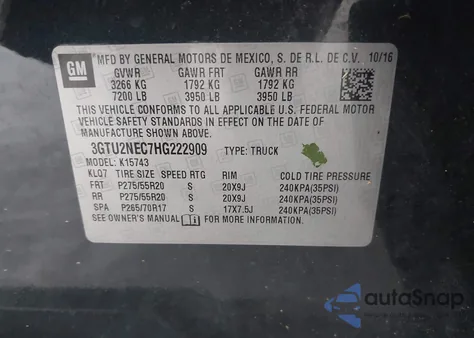 GM
MFD BY GENERAL MOTORS DE MEXICO, S. DE R.L. DE C.V. 10/16
GVWR GAWR FRT GAWR RR
3266 KG 1792 KG 1792 KG
7200 LB 3950 LB 3950 LB
THIS VEHICLE CONFORMS TO ALL APPLICABLE U.S. FEDERAL MOTOR
VEHICLE SAFETY STANDARDS IN EFFECT ON THE DATE OF
MANUFACTURE SHOWN ABOVE.
3GTU2NEC7HG222909 TYPE: TRUCK
MODEL: K15743
KLQ7 TIRE SIZE SPEED RTG RIM COLD TIRE PRESSURE
FRT P275/55R20 S 20X9J 240KPA(35PSI)
RR P275/55R20 S 20X9J 240KPA(35PSI)
SPA P265/70R17 S 17X7.5J 240KPA(35PSI)
SEE OWNER'S MANUAL FOR MORE INFORMATION.
autoSnap